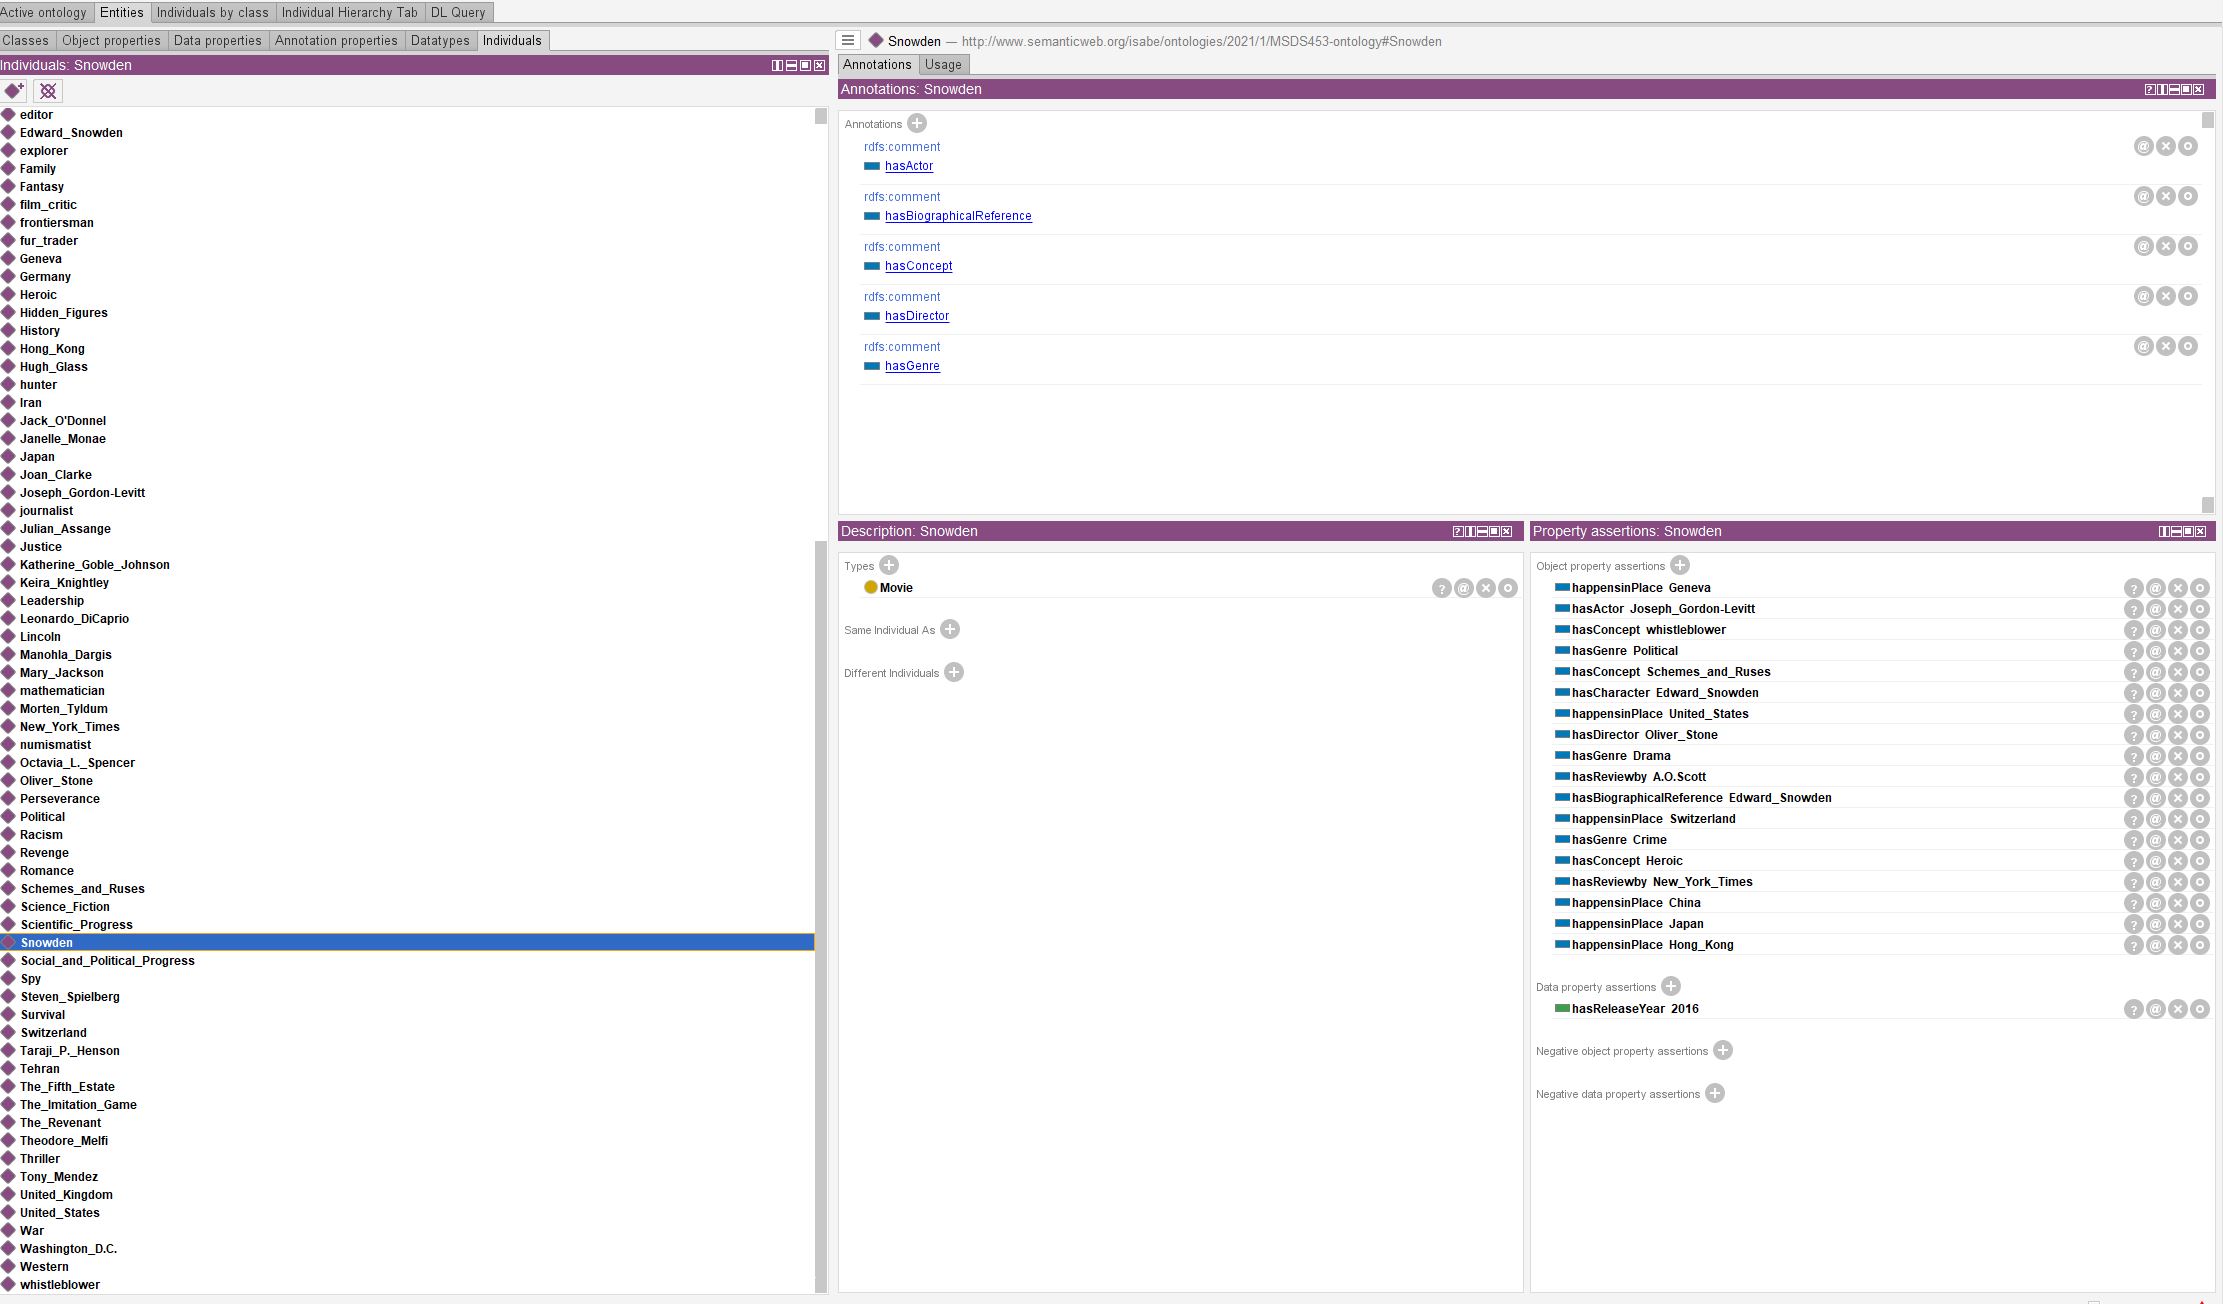 Active ontology Entities Individuals by class Individual Hierarchy Tab DL Query
Classes Object properties Data properties Annotation properties Datatypes Individuals
Individuals: Snowden
editor
Edward_Snowden
explorer
Family
Fantasy
film_critic
frontiersman
fur_trader
Geneva
Germany
Heroic
Hidden_Figures
History
Hong_Kong
Hugh_Glass
hunter
Iran
Jack_O'Donnel
Janelle_Monae
Japan
Joan_Clarke
Joseph_Gordon-Levitt
journalist
Julian_Assange
Justice
Katherine_Goble_Johnson
Keira_Knightley
Leadership
Leonardo_DiCaprio
Lincoln
Manohla_Dargis
Mary_Jackson
mathematician
Morten_Tyldum
New_York_Times
numismatist
Octavia_L._Spencer
Oliver_Stone
Perseverance
Political
Racism
Revenge
Romance
Schemes_and_Ruses
Science_Fiction
Scientific_Progress
Snowden
Social_and_Political_Progress
Spy
Steven_Spielberg
Survival
Switzerland
Taraji_P._Henson
Tehran
The_Fifth_Estate
The_Imitation_Game
The_Revenant
Theodore_Melfi
Thriller
Tony_Mendez
United_Kingdom
United_States
War
Washington_D.C.
Western
whistleblower
Snowden — http://www.semanticweb.org/isabe/ontologies/2021/1/MSDS453-ontology#Snowden
Annotations Usage
Annotations: Snowden
Annotations
rdfs:comment
hasActor
rdfs:comment
hasBiographicalReference
rdfs:comment
hasConcept
rdfs:comment
hasDirector
rdfs:comment
hasGenre
Description: Snowden
Types
Movie
Same Individual As
Different Individuals
Property assertions: Snowden
Object property assertions
happensinPlace Geneva
hasActor Joseph_Gordon-Levitt
hasConcept whistleblower
hasGenre Political
hasConcept Schemes_and_Ruses
hasCharacter Edward_Snowden
happensinPlace United_States
hasDirector Oliver_Stone
hasGenre Drama
hasReviewby A.O.Scott
hasBiographicalReference Edward_Snowden
happensinPlace Switzerland
hasGenre Crime
hasConcept Heroic
hasReviewby New_York_Times
happensinPlace China
happensinPlace Japan
happensinPlace Hong_Kong
Data property assertions
hasReleaseYear 2016
Negative object property assertions
Negative data property assertions